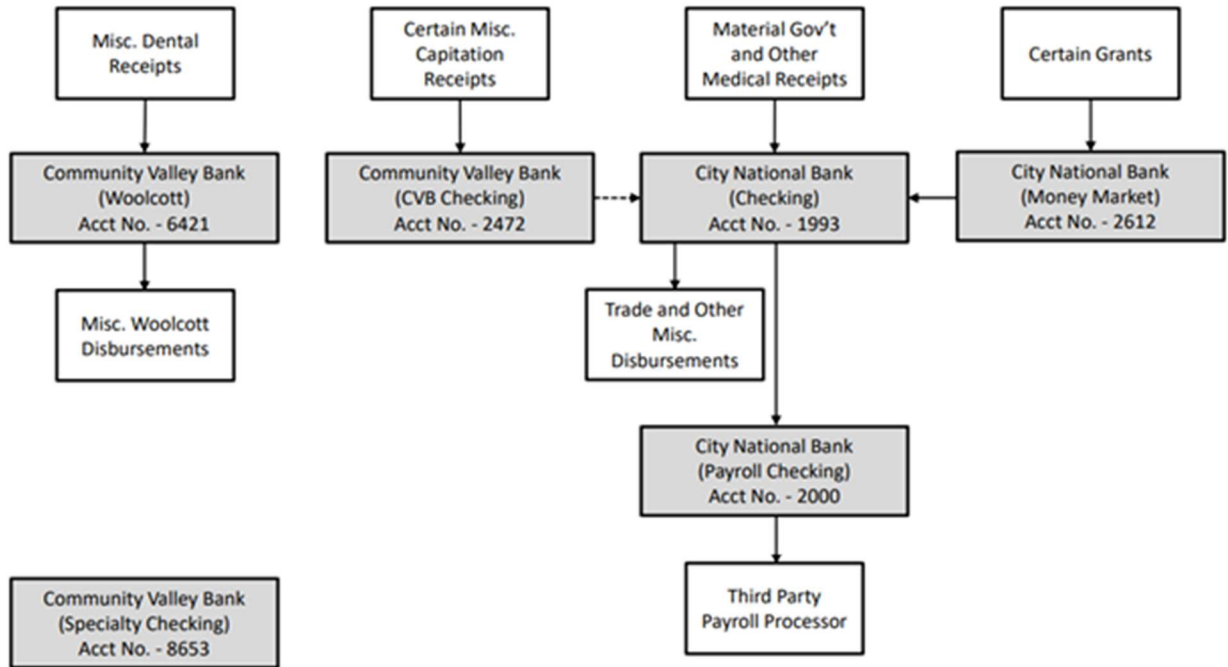 Misc. Dental
Receipts
Certain Misc.
Capitation
Receipts
Material Gov't
and Other
Medical Receipts
Certain Grants
Community Valley Bank
(Woolcott)
Acct No. - 6421
Community Valley Bank
(CVB Checking)
Acct No. - 2472
City National Bank
(Checking)
Acct No. - 1993
City National Bank
(Money Market)
Acct No. - 2612
Misc. Woolcott
Disbursements
Trade and Other
Misc.
Disbursements
City National Bank
(Payroll Checking)
Acct No. - 2000
Community Valley Bank
(Specialty Checking)
Acct No. - 8653
Third Party
Payroll Processor